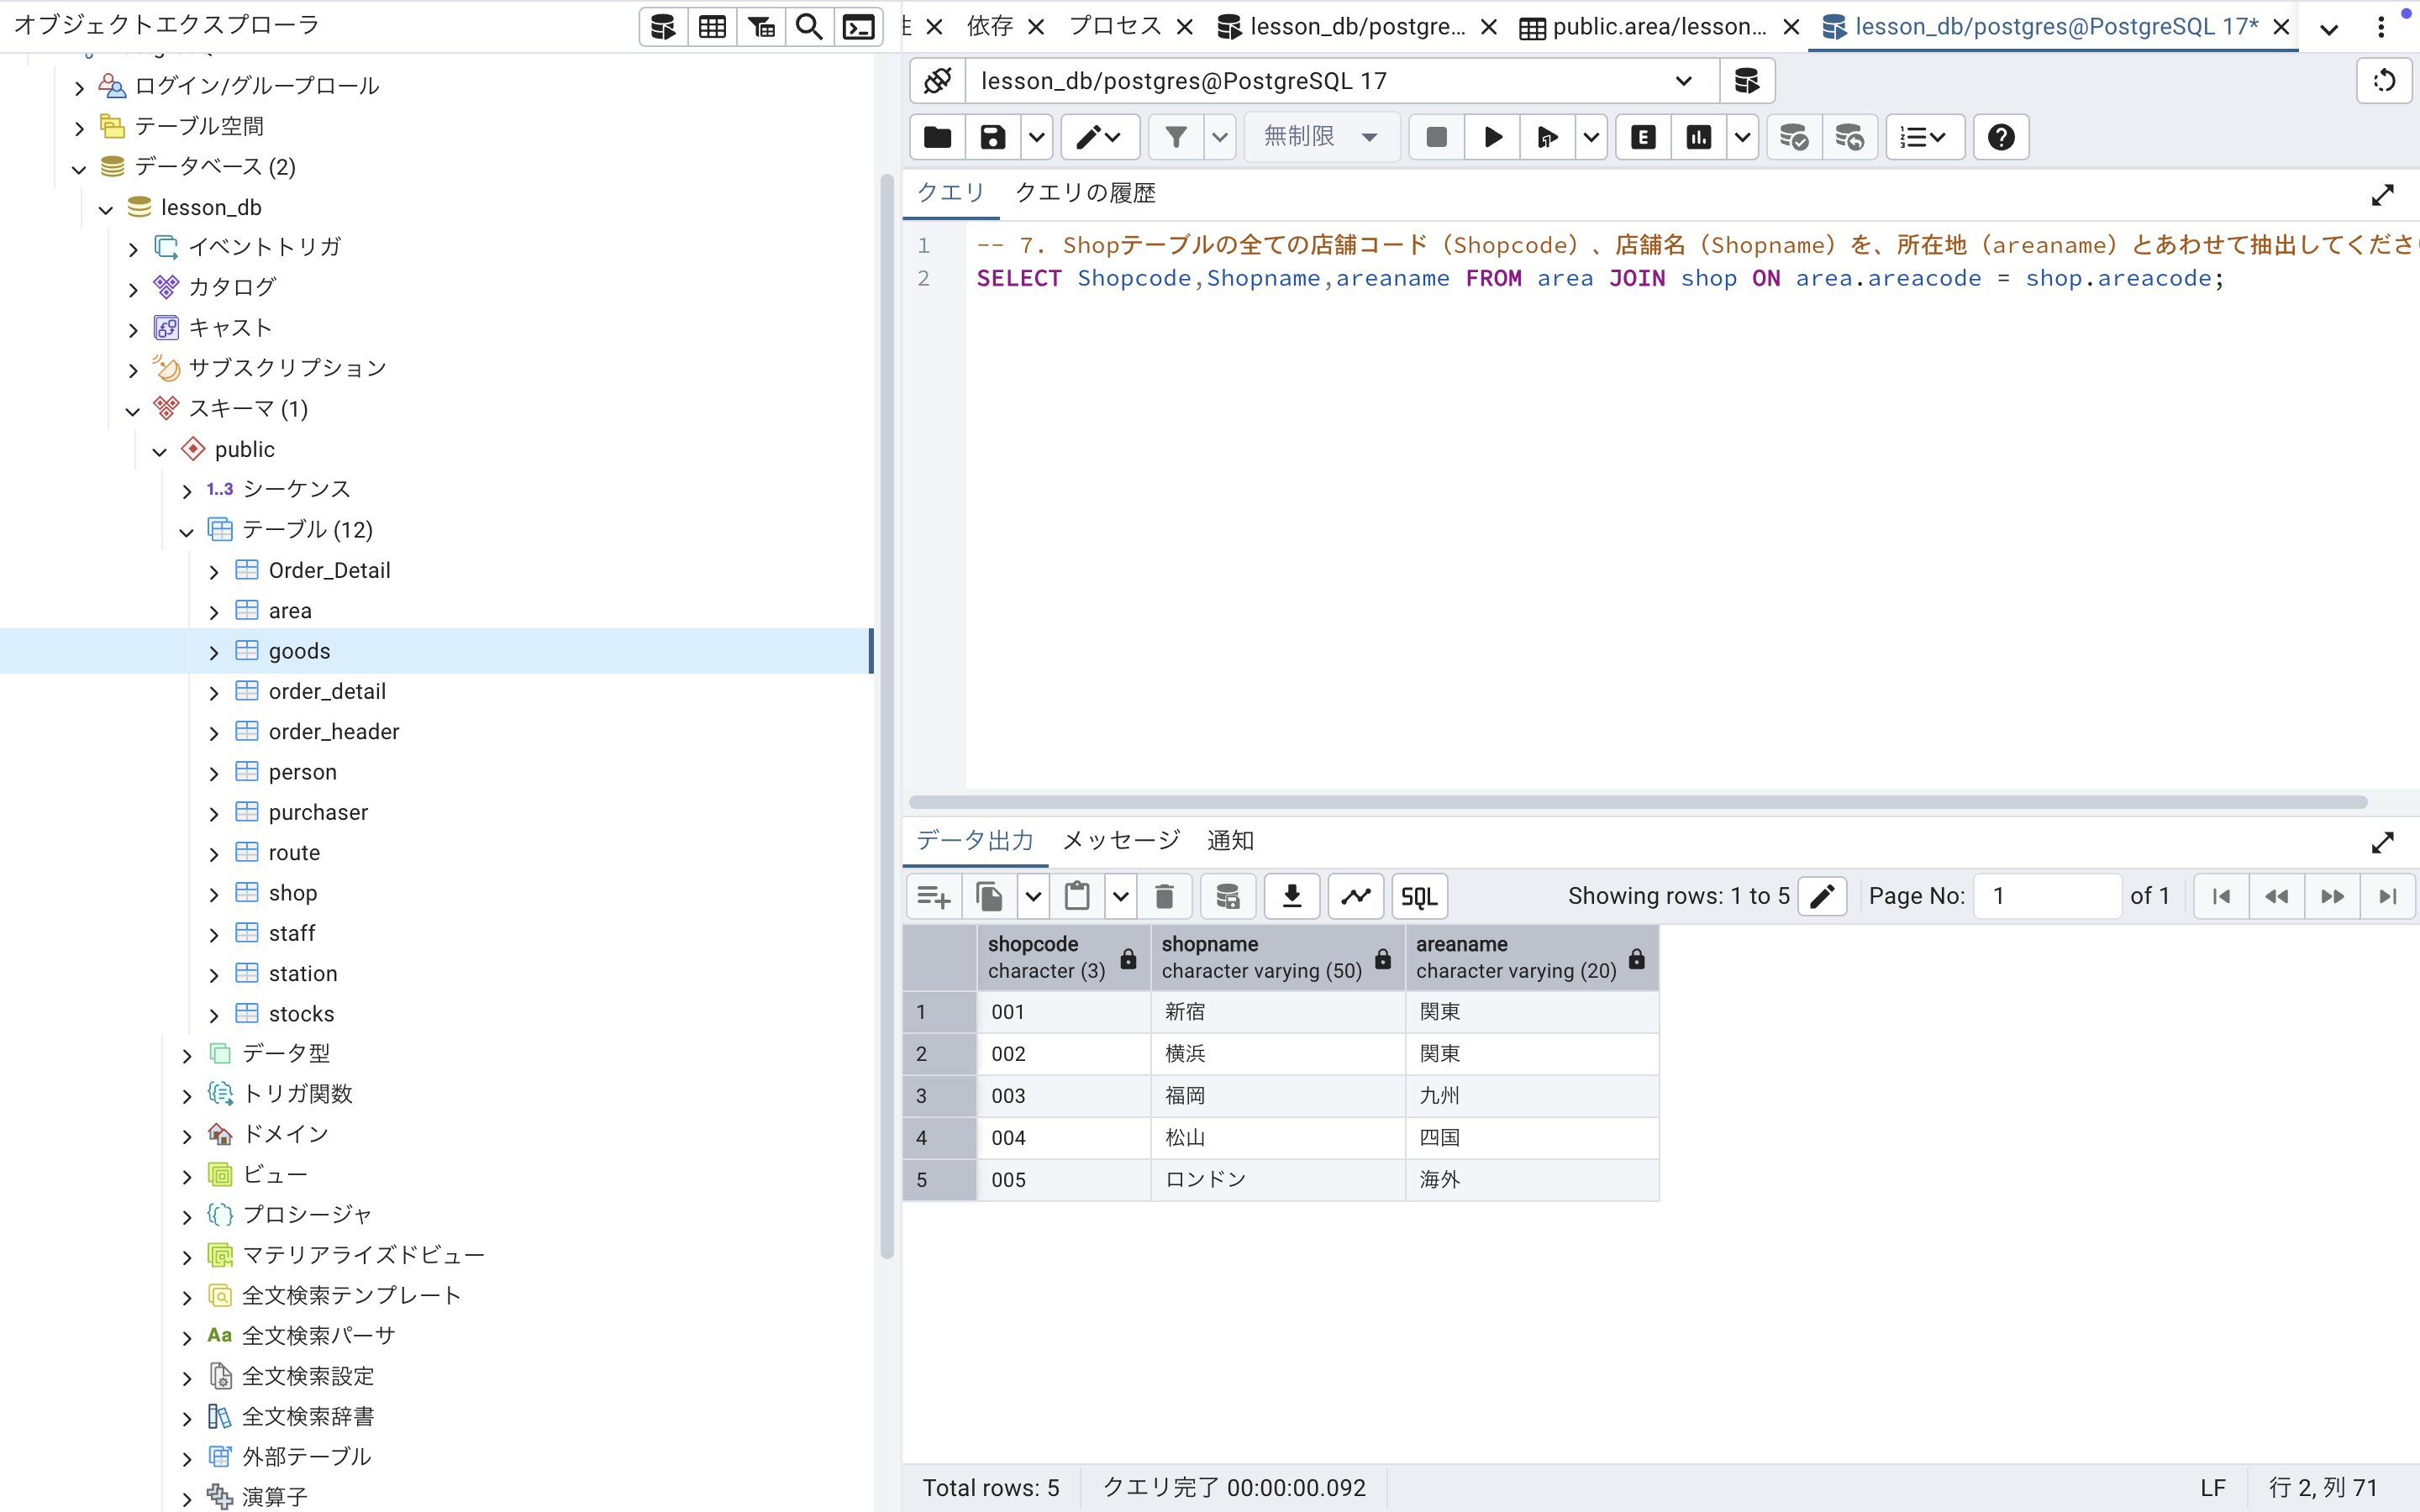 オブジェクトエクスプローラ
ログイン/グループロール
テーブル空間
データベース (2)
lesson_db
イベントトリガ
カタログ
キャスト
サブスクリプション
スキーマ (1)
public
1..3 シーケンス
テーブル (12)
Order_Detail
area
goods
order_detail
order_header
person
purchaser
route
shop
staff
station
stocks
データ型
トリガ関数
ドメイン
ビュー
プロシージャ
マテリアライズドビュー
全文検索テンプレート
Aa 全文検索パーサ
全文検索設定
全文検索辞書
外部テーブル
演算子
依存 プロセス lesson_db/postgre... public.area/lesson... lesson_db/postgres@PostgreSQL 17*
lesson_db/postgres@PostgreSQL 17
無制限 E
クエリ クエリの履歴
1 -- 7. Shopテーブルの全ての店舗コード（Shopcode）、店舗名（Shopname）を、所在地（areaname）とあわせて抽出してくださ
2 SELECT Shopcode,Shopname,areaname FROM area JOIN shop ON area.areacode = shop.areacode;
データ出力 メッセージ 通知
SQL Showing rows: 1 to 5 Page No: 1 of 1
shopcode shopname areaname
character (3) character varying (50) character varying (20)
1 001 新宿 関東
2 002 横浜 関東
3 003 福岡 九州
4 004 松山 四国
5 005 ロンドン 海外
Total rows: 5 クエリ完了 00:00:00.092 LF 行 2, 列 71